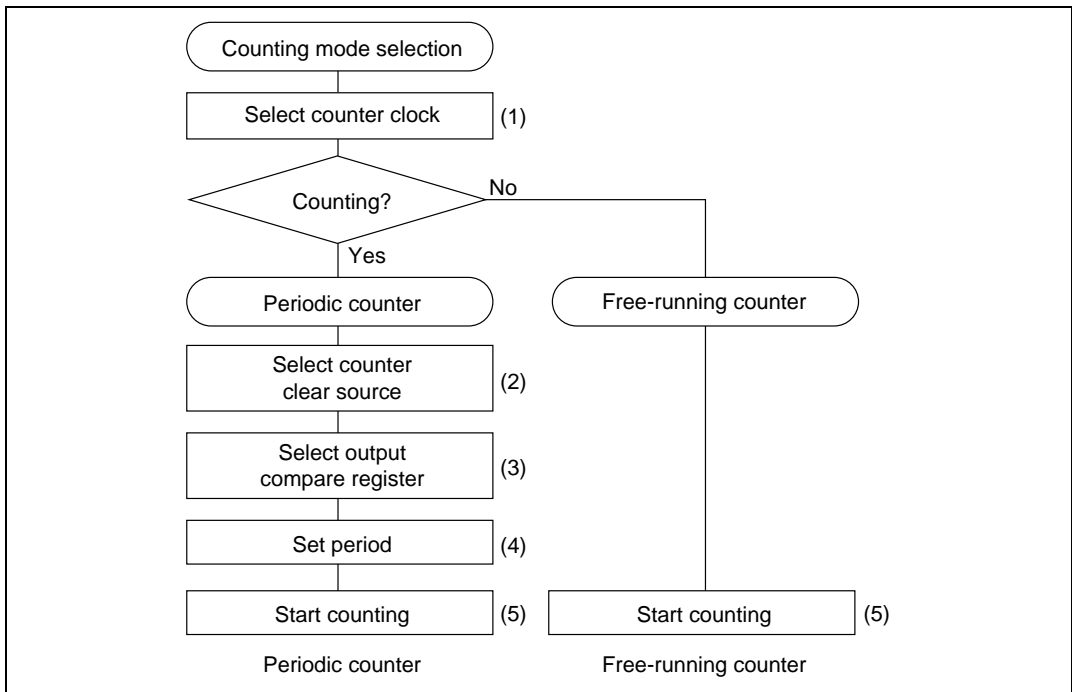 Counting mode selection
Select counter clock
(1)
Counting?
No
Yes
Periodic counter
Free-running counter
Select counter
clear source
(2)
Select output
compare register
(3)
Set period
(4)
Start counting
(5)
Start counting
(5)
Periodic counter
Free-running counter